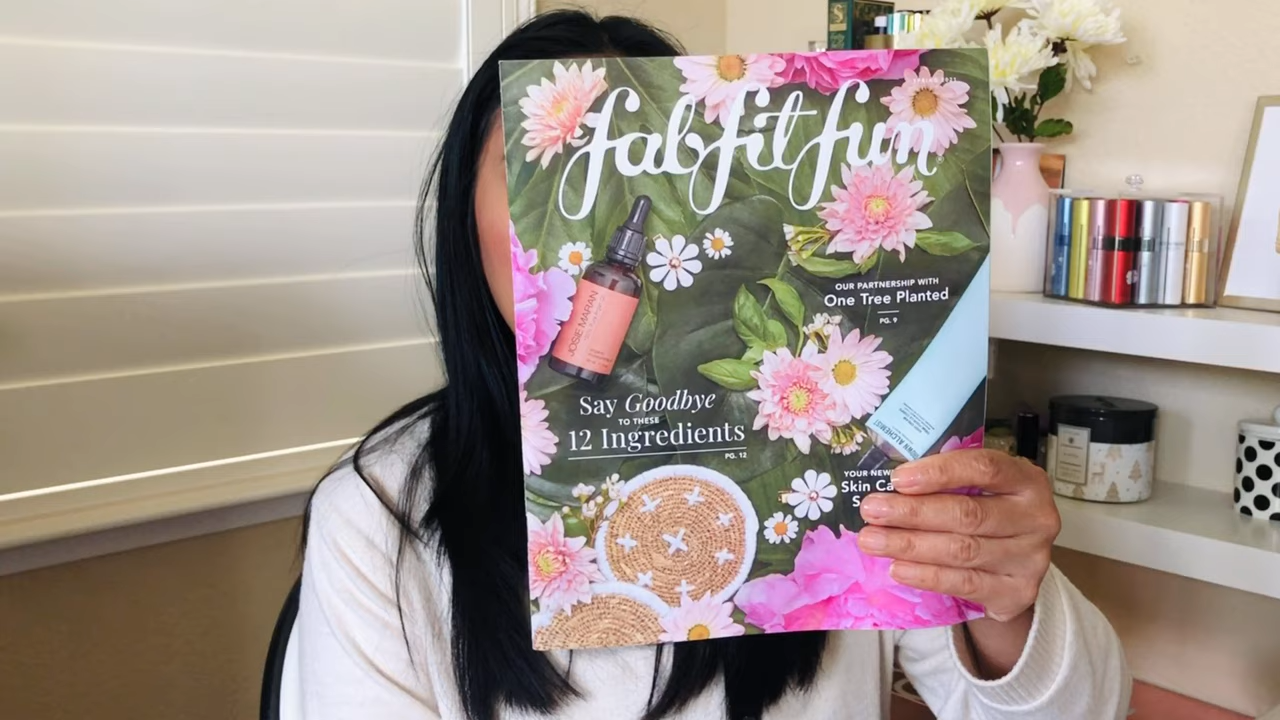 fabfitfun
JOSIE MARAN
OUR PARTNERSHIP WITH
One Tree Planted
PG. 9
Say Goodbye
TO THESE
12 Ingredients
PG. 12
YOUR NEW
Skin Ca
S